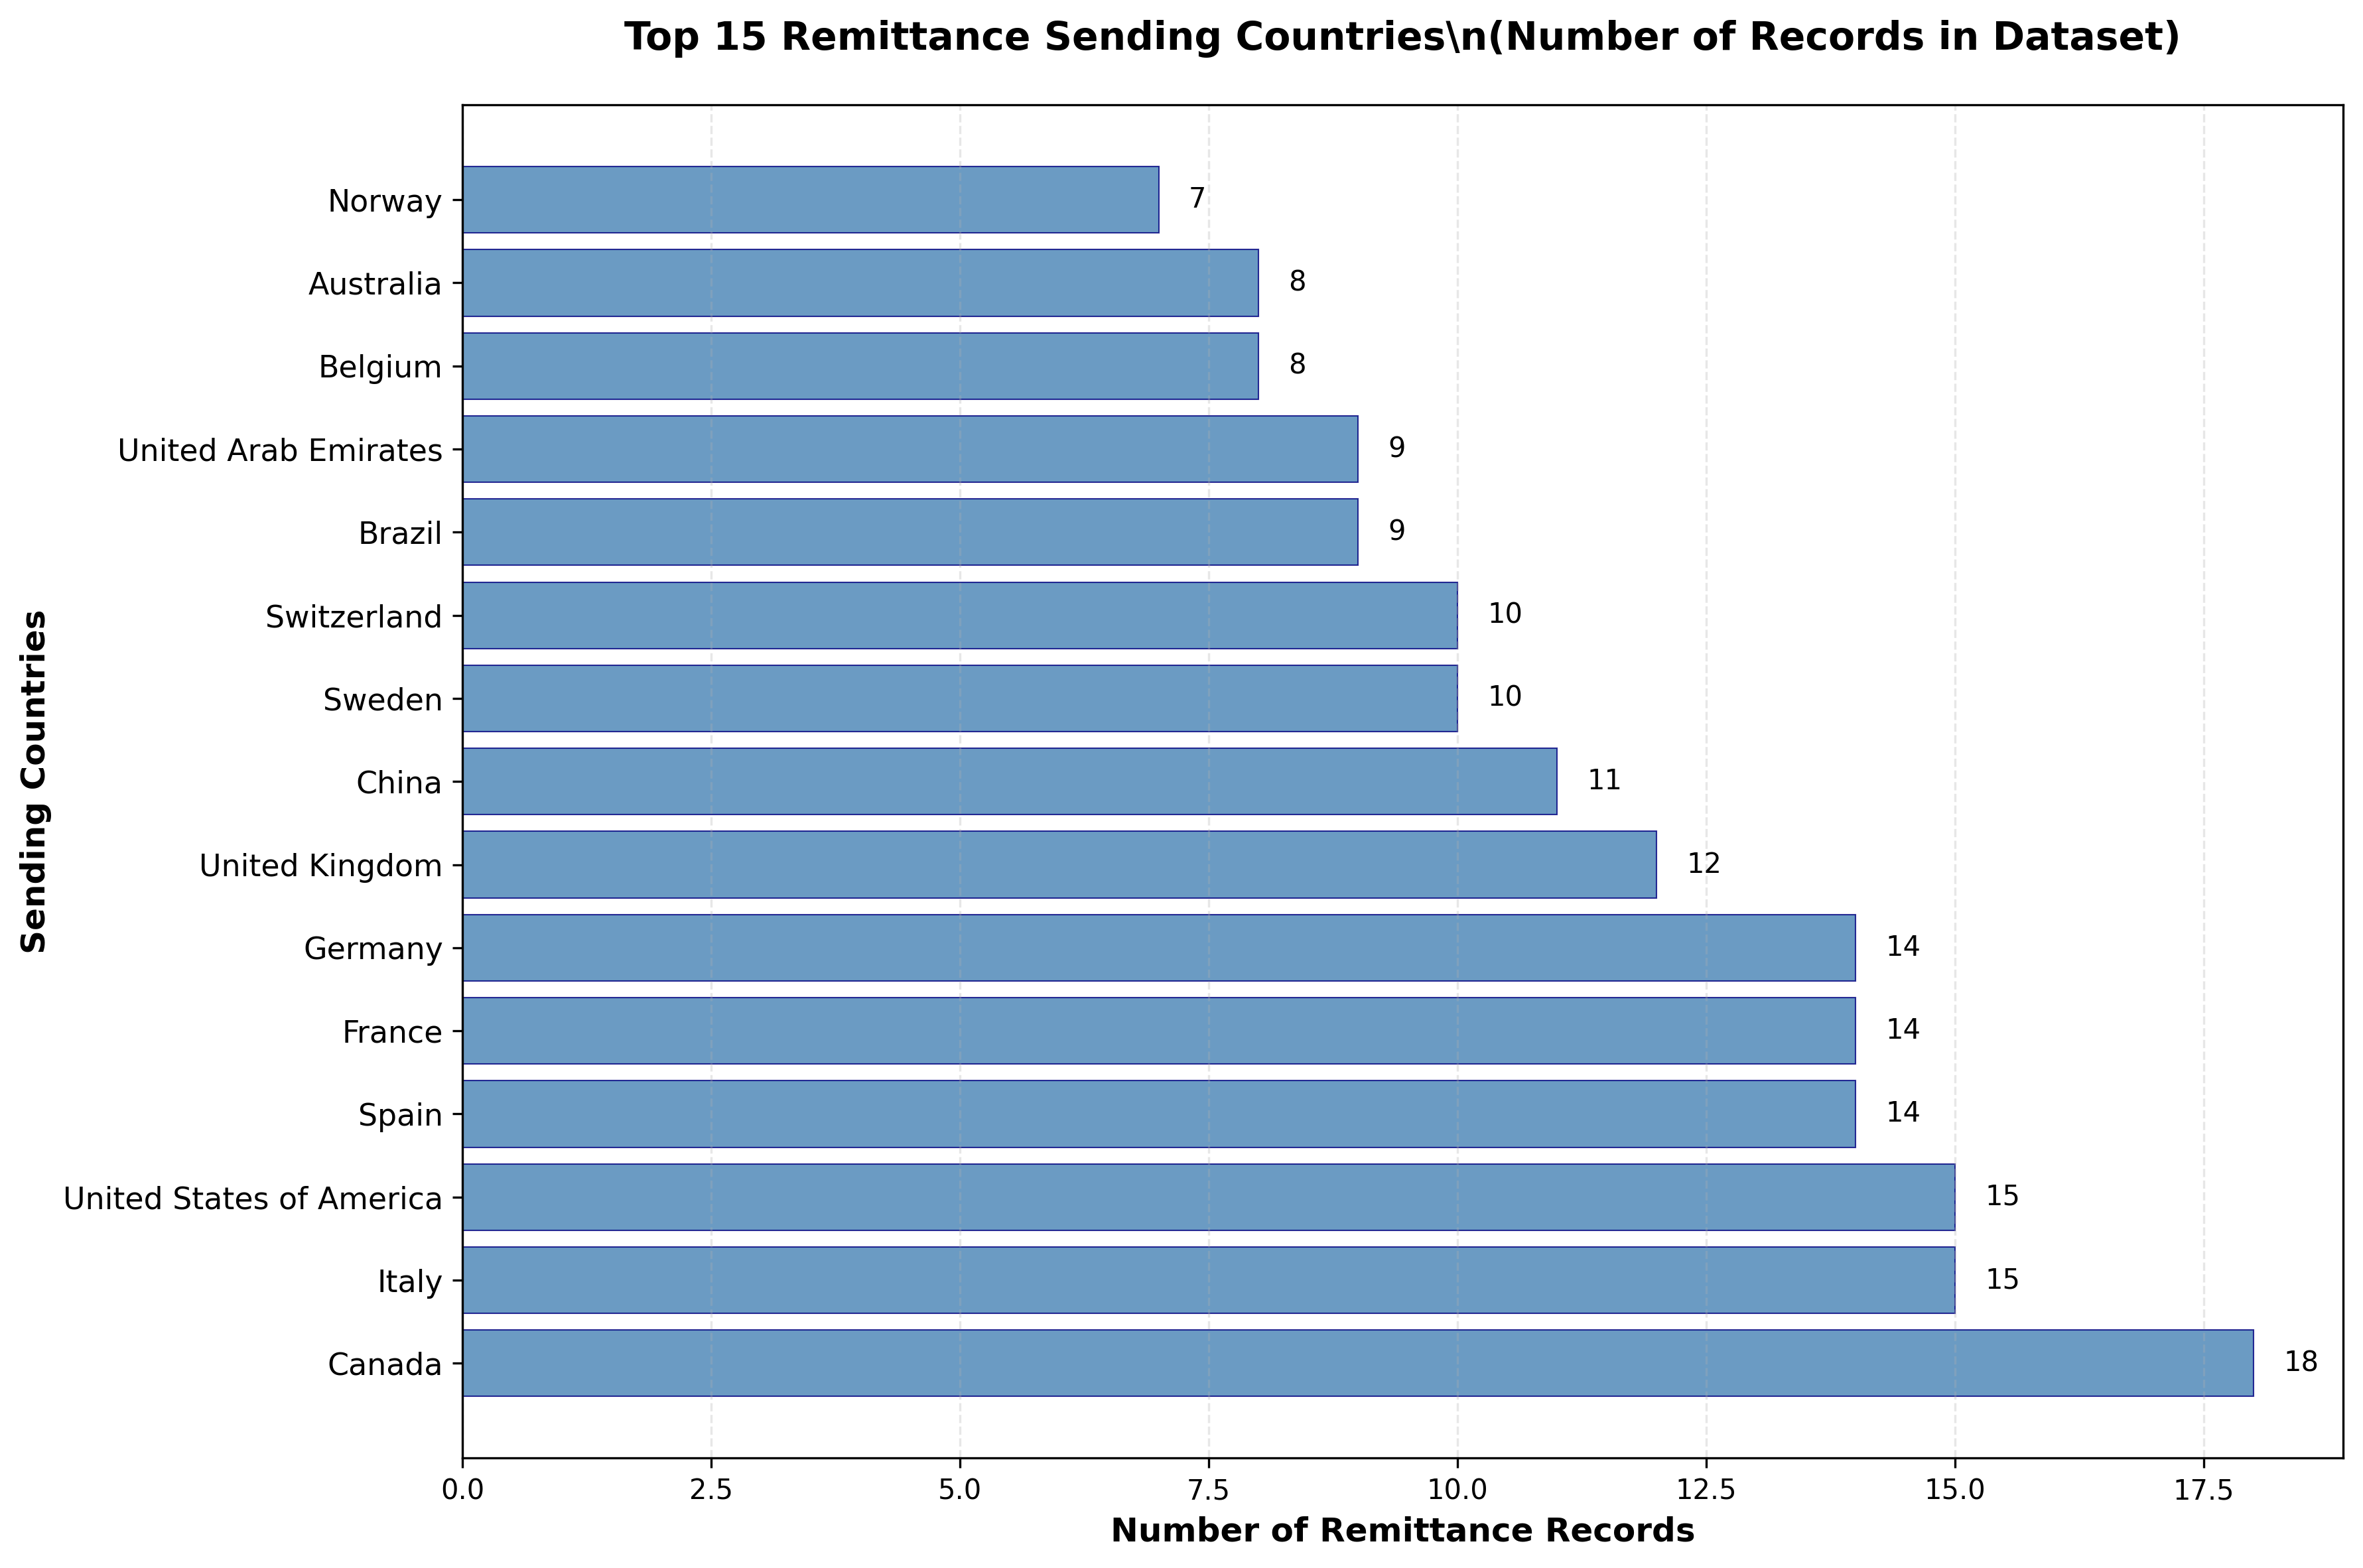 Top 15 Remittance Sending Countries\n(Number of Records in Dataset)
Sending Countries
Norway 7
Australia 8
Belgium 8
United Arab Emirates 9
Brazil 9
Switzerland 10
Sweden 10
China 11
United Kingdom 12
Germany 14
France 14
Spain 14
United States of America 15
Italy 15
Canada 18
0.0 2.5 5.0 7.5 10.0 12.5 15.0 17.5
Number of Remittance Records